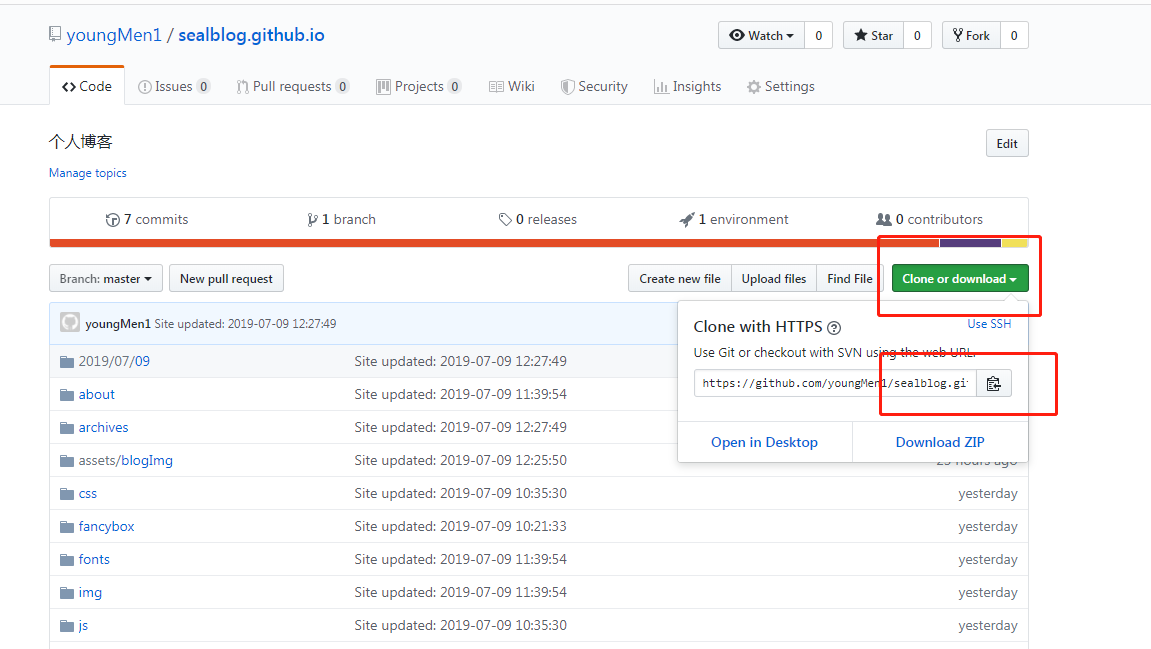 youngMen1 / sealblog.github.io
Watch 0 Star 0 Fork 0
Code Issues 0 Pull requests 0 Projects 0 Wiki Security Insights Settings
个人博客 Edit
Manage topics
7 commits 1 branch 0 releases 1 environment 0 contributors
Branch: master New pull request Create new file Upload files Find File Clone or download
youngMen1 Site updated: 2019-07-09 12:27:49
Clone with HTTPS Use SSH
Use Git or checkout with SVN using the web URL.
https://github.com/youngMen1/sealblog.gi
Open in Desktop Download ZIP
2019/07/09 Site updated: 2019-07-09 12:27:49
about Site updated: 2019-07-09 11:39:54
archives Site updated: 2019-07-09 12:27:49
assets/blogImg Site updated: 2019-07-09 12:25:50 23 hours ago
css Site updated: 2019-07-09 10:35:30 yesterday
fancybox Site updated: 2019-07-09 10:21:33 yesterday
fonts Site updated: 2019-07-09 11:39:54 yesterday
img Site updated: 2019-07-09 11:39:54 yesterday
js Site updated: 2019-07-09 10:35:30 yesterday